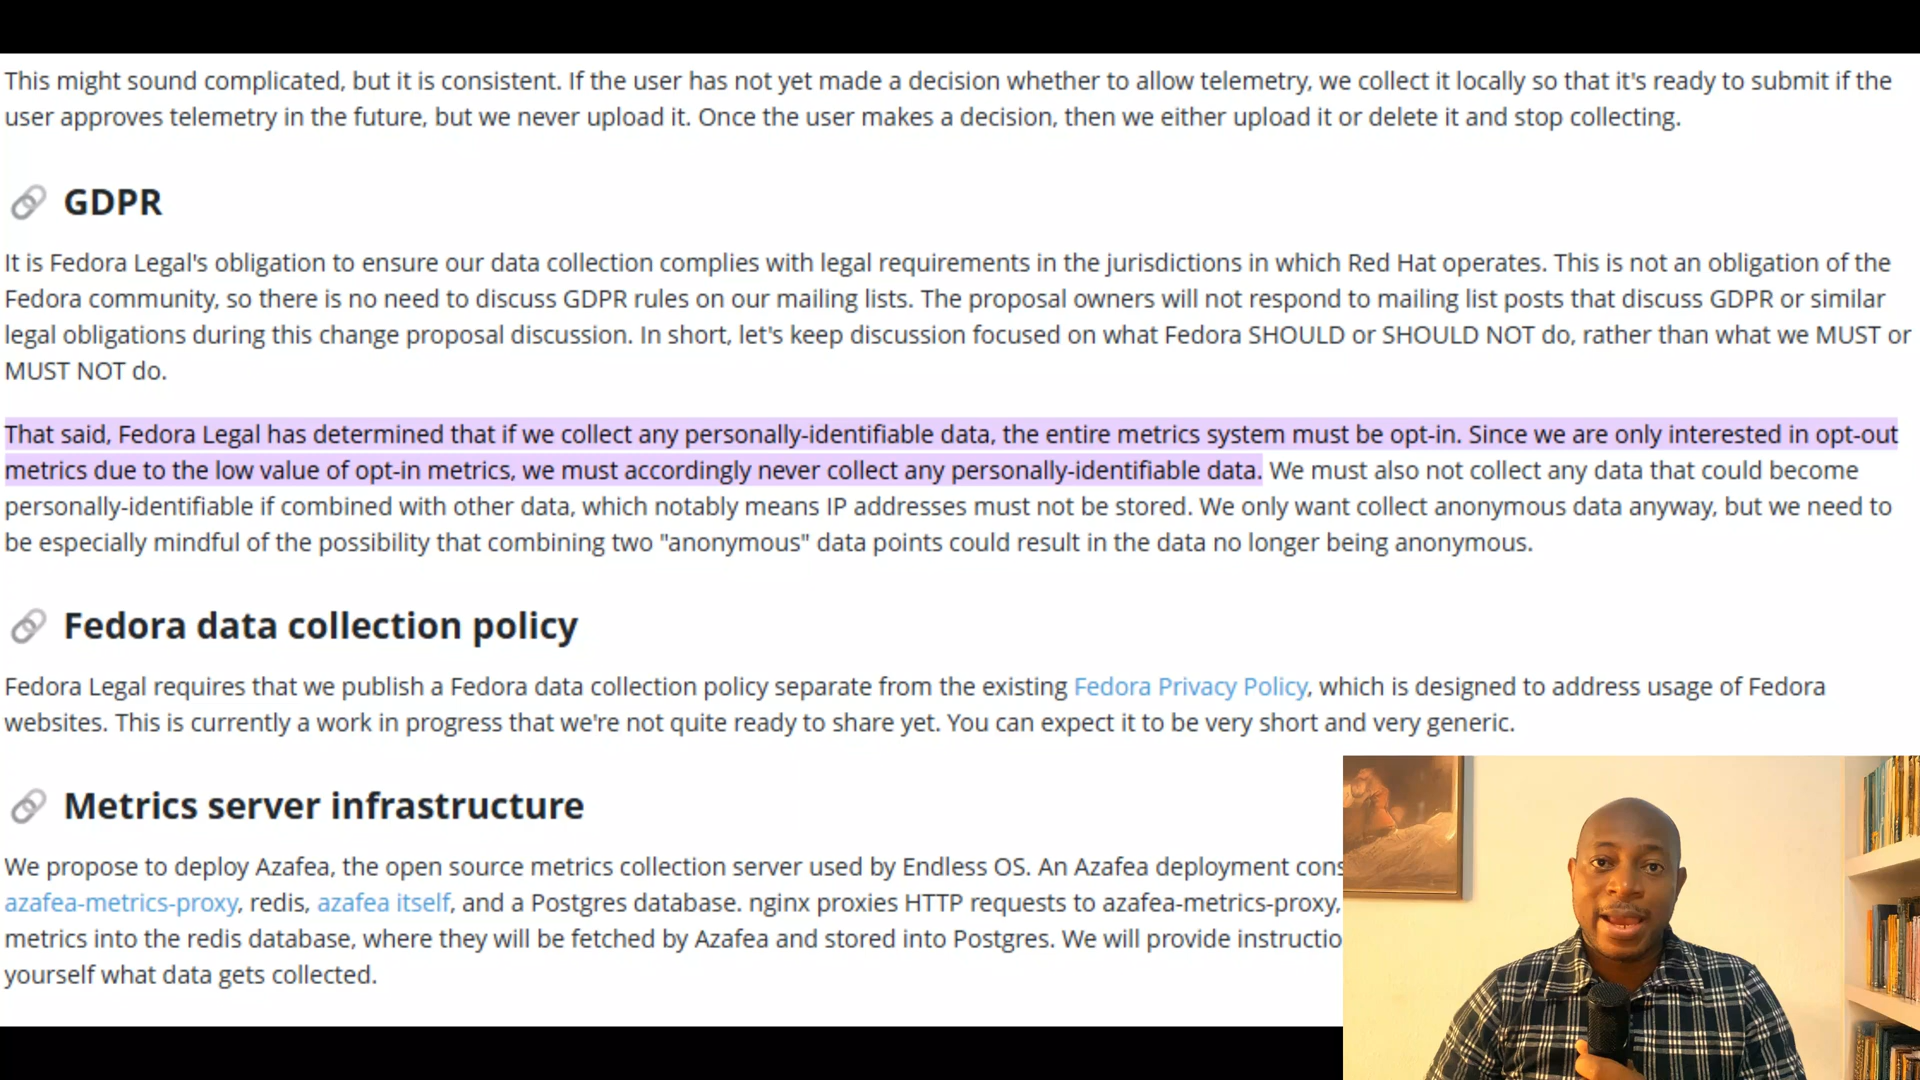 This might sound complicated, but it is consistent. If the user has not yet made a decision whether to allow telemetry, we collect it locally so that it's ready to submit if the
user approves telemetry in the future, but we never upload it. Once the user makes a decision, then we either upload it or delete it and stop collecting.
GDPR
It is Fedora Legal's obligation to ensure our data collection complies with legal requirements in the jurisdictions in which Red Hat operates. This is not an obligation of the
Fedora community, so there is no need to discuss GDPR rules on our mailing lists. The proposal owners will not respond to mailing list posts that discuss GDPR or similar
legal obligations during this change proposal discussion. In short, let's keep discussion focused on what Fedora SHOULD or SHOULD NOT do, rather than what we MUST or
MUST NOT do.
That said, Fedora Legal has determined that if we collect any personally-identifiable data, the entire metrics system must be opt-in. Since we are only interested in opt-out
metrics due to the low value of opt-in metrics, we must accordingly never collect any personally-identifiable data. We must also not collect any data that could become
personally-identifiable if combined with other data, which notably means IP addresses must not be stored. We only want collect anonymous data anyway, but we need to
be especially mindful of the possibility that combining two "anonymous" data points could result in the data no longer being anonymous.
Fedora data collection policy
Fedora Legal requires that we publish a Fedora data collection policy separate from the existing Fedora Privacy Policy, which is designed to address usage of Fedora
websites. This is currently a work in progress that we're not quite ready to share yet. You can expect it to be very short and very generic.
Metrics server infrastructure
We propose to deploy Azafea, the open source metrics collection server used by Endless OS. An Azafea deployment cons
azafea-metrics-proxy, redis, azafea itself, and a Postgres database. nginx proxies HTTP requests to azafea-metrics-proxy,
metrics into the redis database, where they will be fetched by Azafea and stored into Postgres. We will provide instructio
yourself what data gets collected.